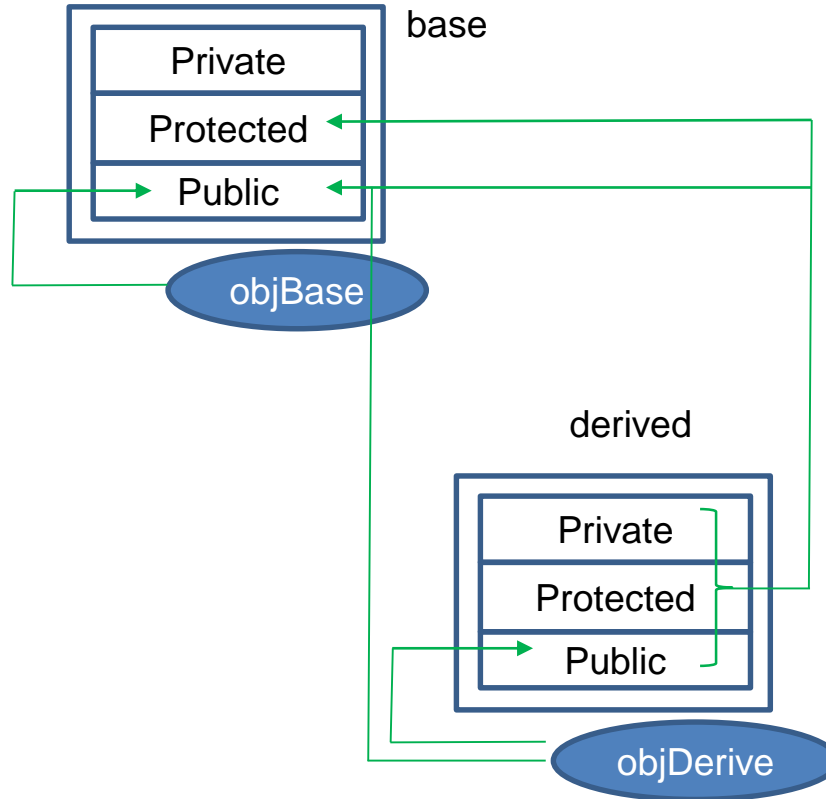 base
Private
Protected
Public
objBase
derived
Private
Protected
Public
objDerive